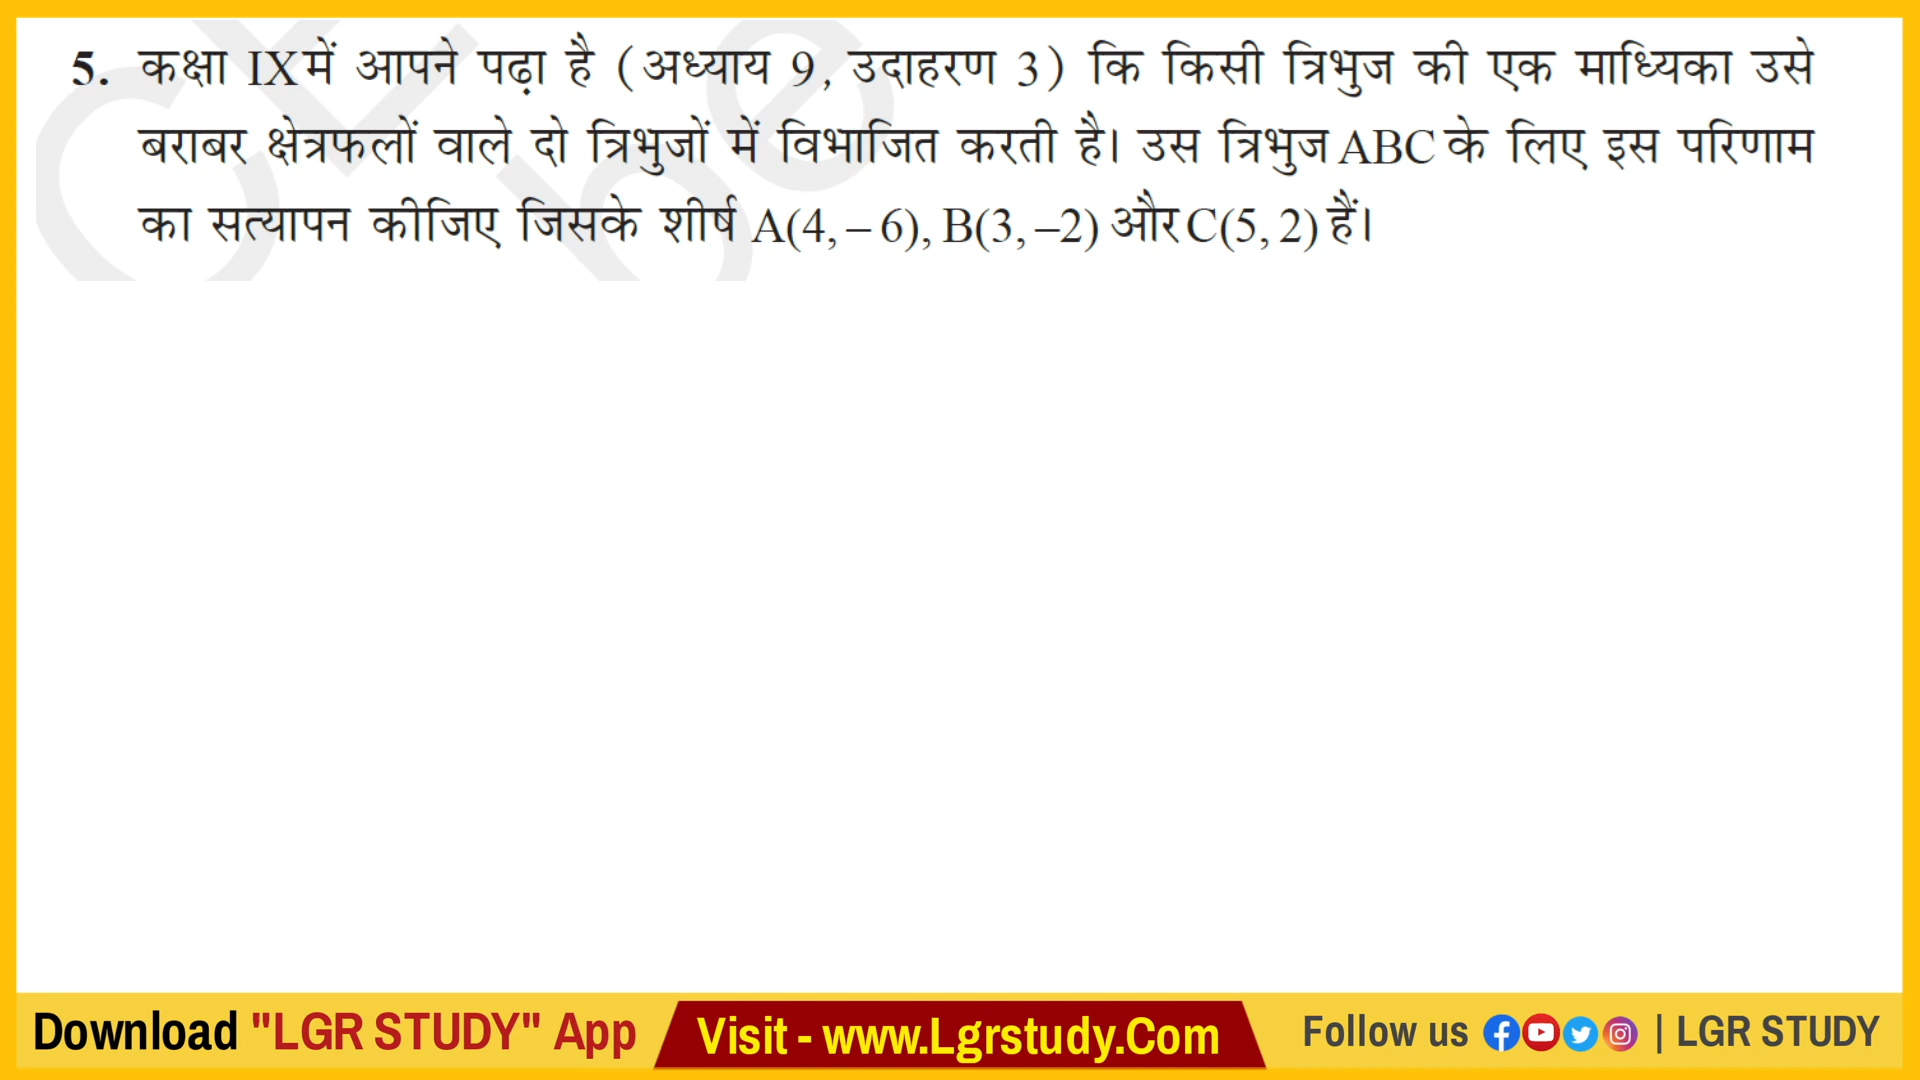 5. कक्षा IX में आपने पढ़ा है (अध्याय 9, उदाहरण 3) कि किसी त्रिभुज की एक माध्यिका उसे
बराबर क्षेत्रफलों वाले दो त्रिभुजों में विभाजित करती है। उस त्रिभुज ABC के लिए इस परिणाम
का सत्यापन कीजिए जिसके शीर्ष A(4, – 6), B(3, –2) और C(5, 2) हैं।
Download "LGR STUDY" App Visit - www.Lgrstudy.Com Follow us | LGR STUDY